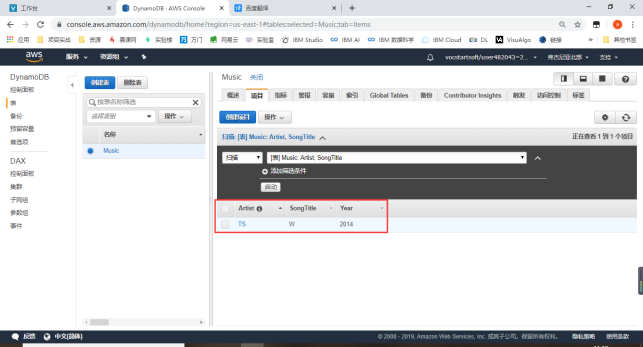 工作台
DynamoDB - AWS Console
百度翻译
console.aws.amazon.com/dynamodb/home?region=us-east-1#tables:selected=Music;tab=items
应用
项目实战
资源
慕课网
实验楼
万方
万门
网易云
实验室
IBM Studio
IBM AI
IBM数据科学
IBM Cloud
DL
VisuAlgo
链接
其他书签
aws
服务
资源组
vocstartsoft/user482043=2...
弗吉尼亚北部
支持
DynamoDB
控制面板
表
备份
预留容量
首选项
DAX
控制面板
集群
子网组
参数组
事件
创建表
删除表
按表名称筛选
选择表组
操作
名称
Music
Music 关闭
概述
项目
指标
警报
容量
索引
Global Tables
备份
Contributor Insights
触发
访问控制
标签
创建项目
操作
扫描: [表] Music: Artist, SongTitle
正在查看 1 到 1 个项目
扫描
[表] Music: Artist, SongTitle
添加筛选条件
启动
Artist
SongTitle
Year
TS
W
2014
反馈
中文(简体)
© 2008 - 2019, Amazon Web Services, Inc. 或其子公司。保留所有权利。
隐私策略
使用条款